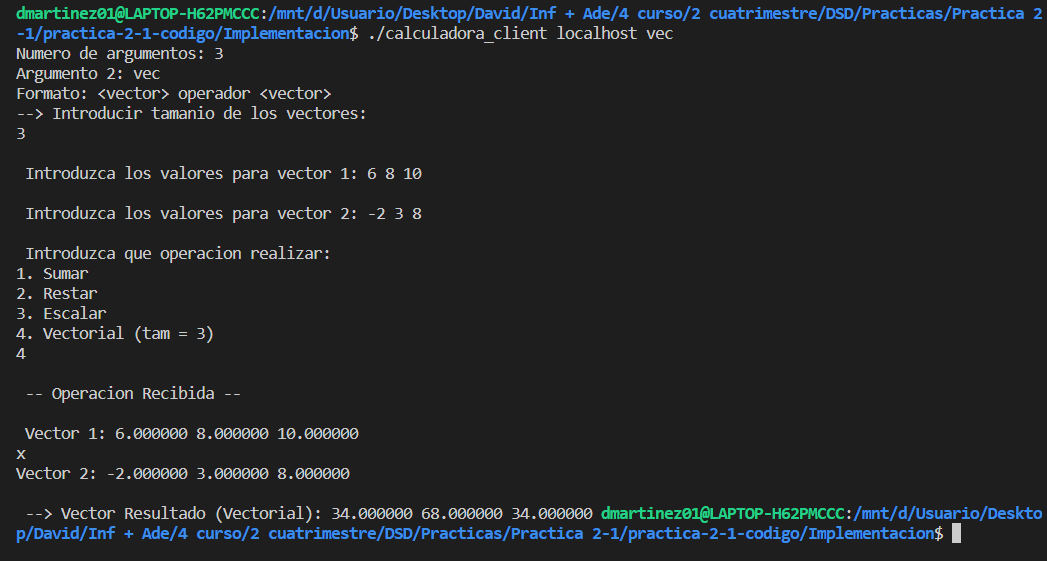 dmartinez01@LAPTOP-H62PMCCC:/mnt/d/Usuario/Desktop/David/Inf + Ade/4 curso/2 cuatrimestre/DSD/Practicas/Practica 2
-1/practica-2-1-codigo/Implementacion$ ./calculadora_client localhost vec
Numero de argumentos: 3
Argumento 2: vec
Formato: <vector> operador <vector>
--> Introducir tamanio de los vectores:
3
Introduzca los valores para vector 1: 6 8 10
Introduzca los valores para vector 2: -2 3 8
Introduzca que operacion realizar:
1. Sumar
2. Restar
3. Escalar
4. Vectorial (tam = 3)
4
-- Operacion Recibida --
Vector 1: 6.000000 8.000000 10.000000
x
Vector 2: -2.000000 3.000000 8.000000
--> Vector Resultado (Vectorial): 34.000000 68.000000 34.000000 dmartinez01@LAPTOP-H62PMCCC:/mnt/d/Usuario/Deskto
p/David/Inf + Ade/4 curso/2 cuatrimestre/DSD/Practicas/Practica 2-1/practica-2-1-codigo/Implementacion$